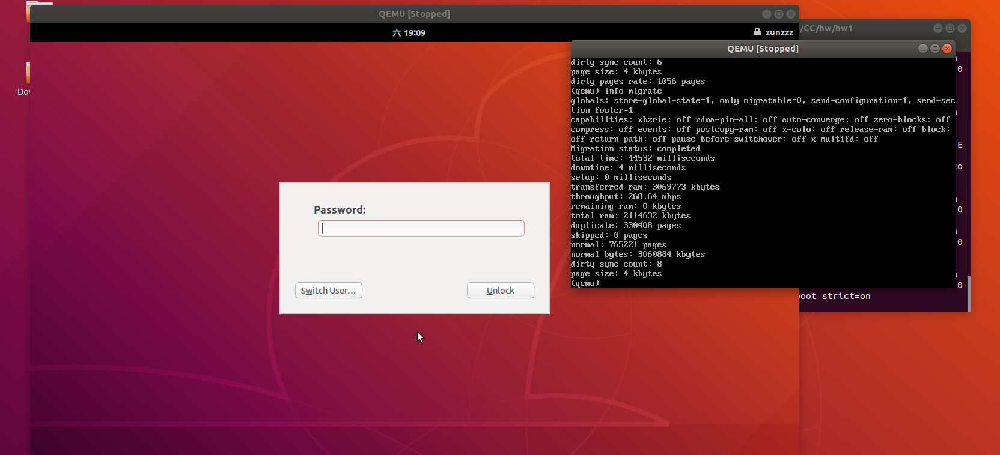 QEMU [Stopped]
六 19:09
zunzzz
/CC/hw/hw1
QEMU [Stopped]
dirty sync count: 6
page size: 4 kbytes
dirty pages rate: 1056 pages
(qemu) info migrate
globals: store-global-state=1, only_migratable=0, send-configuration=1, send-sec
tion-footer=1
capabilities: xbzrle: off rdma-pin-all: off auto-converge: off zero-blocks: off
compress: off events: off postcopy-ram: off x-colo: off release-ram: off block:
off return-path: off pause-before-switchover: off x-multifd: off
Migration status: completed
total time: 44532 milliseconds
downtime: 4 milliseconds
setup: 0 milliseconds
transferred ram: 3069773 kbytes
throughput: 268.64 mbps
remaining ram: 0 kbytes
total ram: 2114632 kbytes
duplicate: 330408 pages
skipped: 0 pages
normal: 765221 pages
normal bytes: 3060884 kbytes
dirty sync count: 8
page size: 4 kbytes
(qemu)
0
E
0
0
0
strict=on
Password:
Switch User...
Unlock